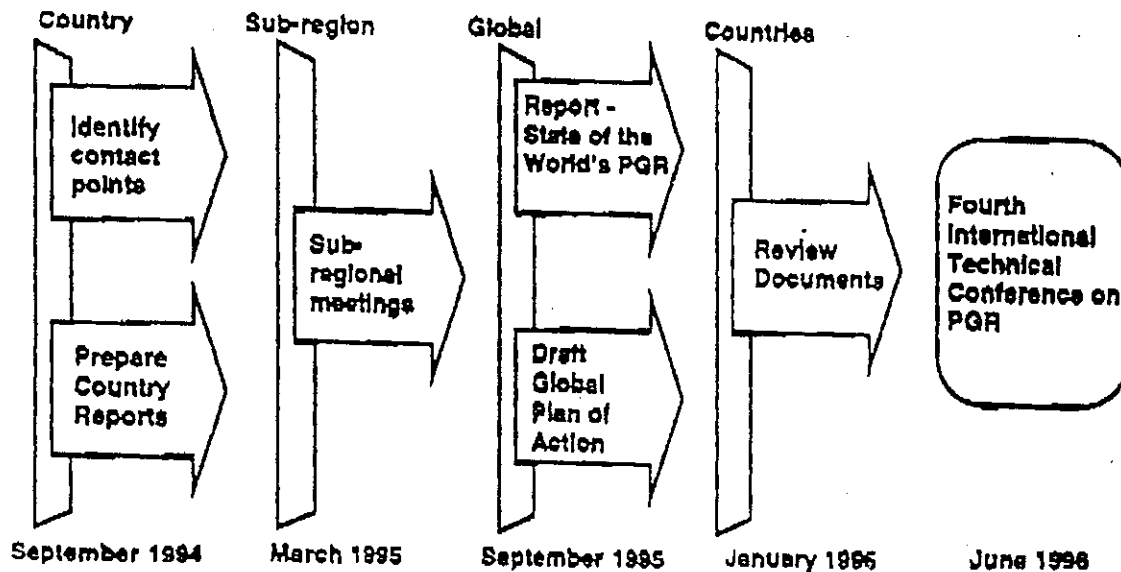 Country
Sub-region
Global
Countries
Identify
contact
points
Prepare
Country
Reports
Sub-
regional
meetings
Report -
State of the
World's PGR
Draft
Global
Plan of
Action
Review
Documents
Fourth
International
Technical
Conference on
PGR
September 1994
March 1995
September 1995
January 1996
June 1996